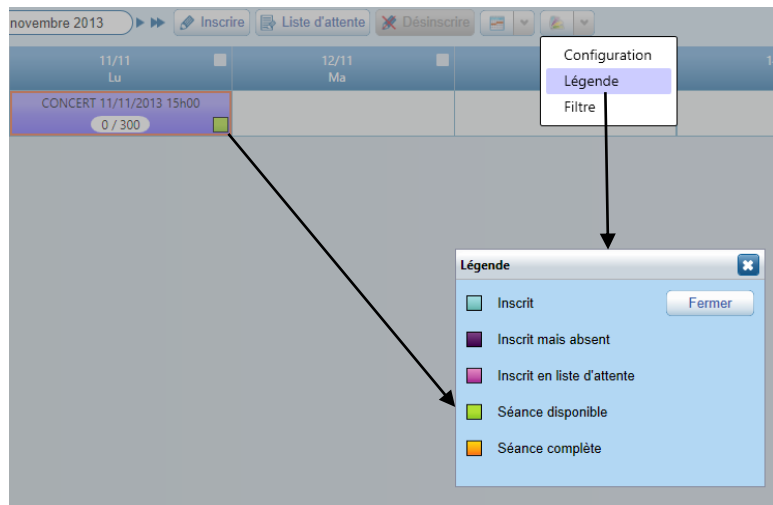 novembre 2013 Inscrire Liste d'attente Désinscrire
11/11 12/11 1
Lu Ma
Configuration
Légende
Filtre
CONCERT 11/11/2013 15h00
0 / 300
Légende
Inscrit Fermer
Inscrit mais absent
Inscrit en liste d'attente
Séance disponible
Séance complète